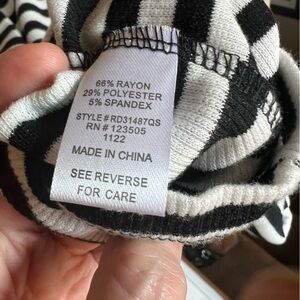 66% RAYON
29% POLYESTER
5% SPANDEX
STYLE # RD31487QS
RN # 123505
1122
MADE IN CHINA
SEE REVERSE
FOR CARE